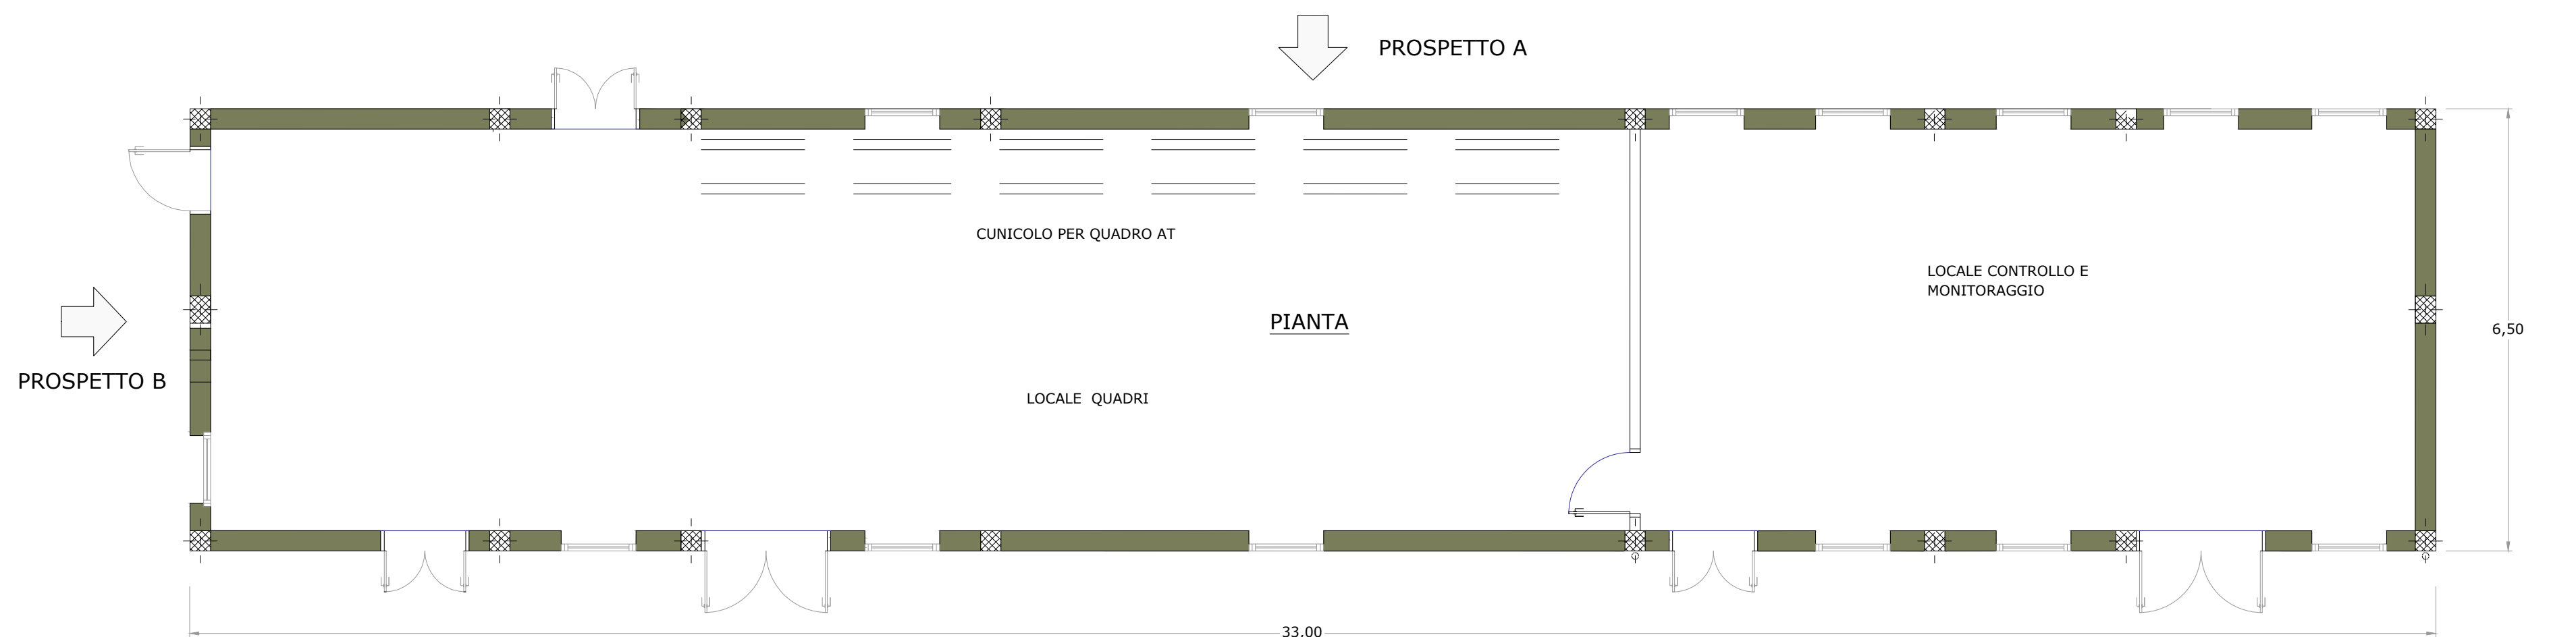 PROSPETTO A
CUNICOLO PER QUADRO AT
LOCALE CONTROLLO E
MONITORAGGIO
PIANTA
6,50
PROSPETTO B
LOCALE QUADRI
33,00